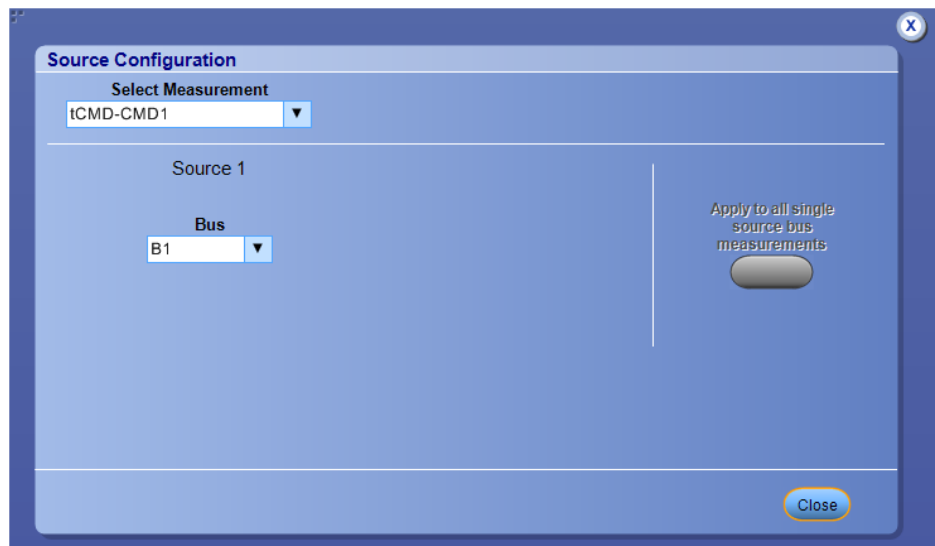 X
Source Configuration
Select Measurement
tCMD-CMD1
Source 1
Bus
B1
Apply to all single
source bus
measurements
Close